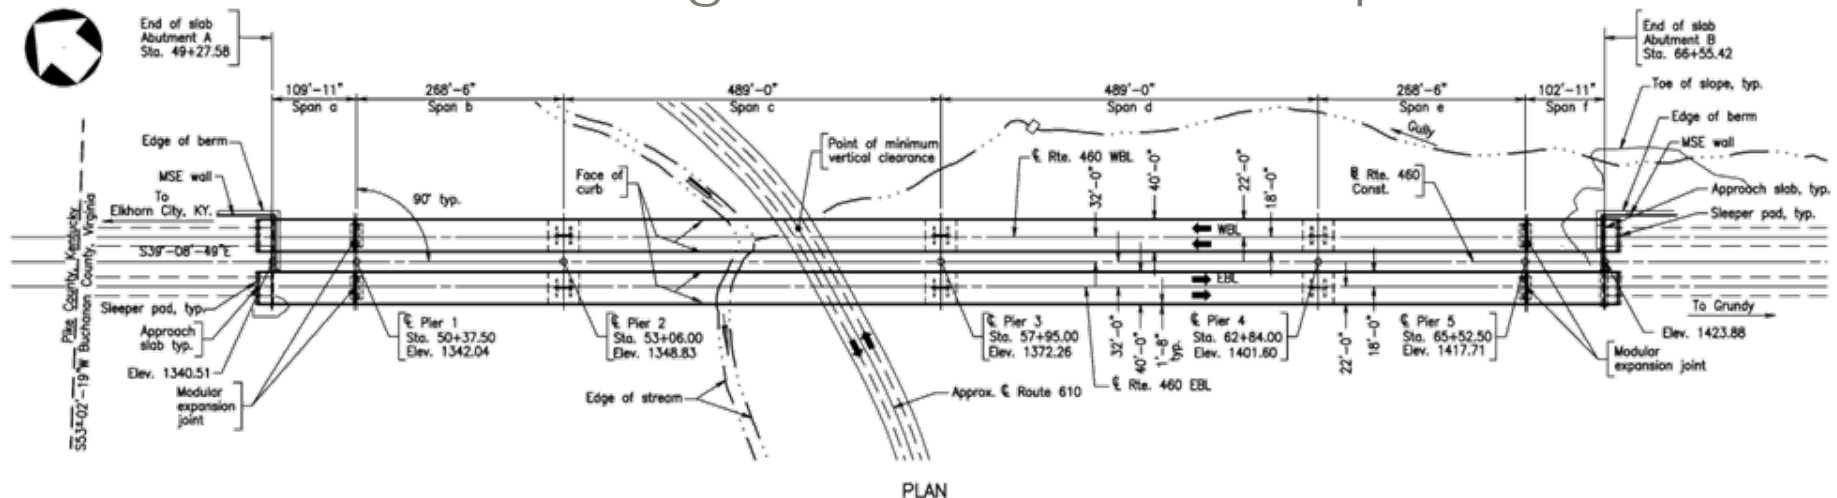 End of slab
Abutment A
Sta. 49+27.58
End of slab
Abutment B
Sta. 66+55.42
109'-11"
Span a
268'-6"
Span b
489'-0"
Span c
489'-0"
Span d
268'-6"
Span e
102'-11"
Span f
Toe of slope, typ.
Edge of berm
MSE wall
Approach slab, typ.
Sleeper pad, typ.
Edge of berm
MSE wall
To
Elkhorn City, KY.
90° typ.
Face of
curb
Point of minimum
vertical clearance
℄ Rte. 460 WBL
32'-0"
40'-0"
22'-0"
18'-0"
Gully
Rte. 460
Const.
WBL
EBL
S39°-08'-49"E
Pike County, Kentucky
S53°-02'-19"W Buchanan County, Virginia
Sleeper pad, typ.
Approach
slab typ.
Elev. 1340.51
Modular
expansion
joint
℄ Pier 1
Sta. 50+37.50
Elev. 1342.04
℄ Pier 2
Sta. 53+06.00
Elev. 1348.83
Edge of stream
Approx. ℄ Route 610
℄ Pier 3
Sta. 57+95.00
Elev. 1372.26
32'-0"
40'-0"
1'-8"
typ.
℄ Rte. 460 EBL
℄ Pier 4
Sta. 62+84.00
Elev. 1401.60
22'-0"
18'-0"
℄ Pier 5
Sta. 65+52.50
Elev. 1417.71
Modular
expansion joint
Elev. 1423.88
To Grundy
PLAN